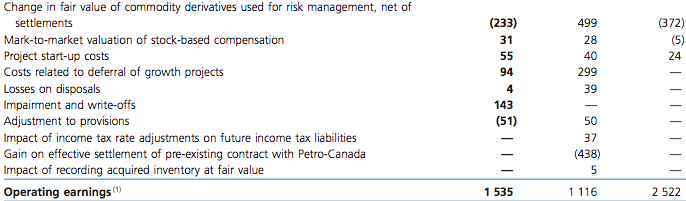 Change in fair value of commodity derivatives used for risk management, net of
settlements (233) 499 (372)
Mark-to-market valuation of stock-based compensation 31 28 (5)
Project start-up costs 55 40 24
Costs related to deferral of growth projects 94 299 —
Losses on disposals 4 39 —
Impairment and write-offs 143 — —
Adjustment to provisions (51) 50 —
Impact of income tax rate adjustments on future income tax liabilities — 37 —
Gain on effective settlement of pre-existing contract with Petro-Canada — (438) —
Impact of recording acquired inventory at fair value — 5 —
Operating earnings (1) 1 535 1 116 2 522